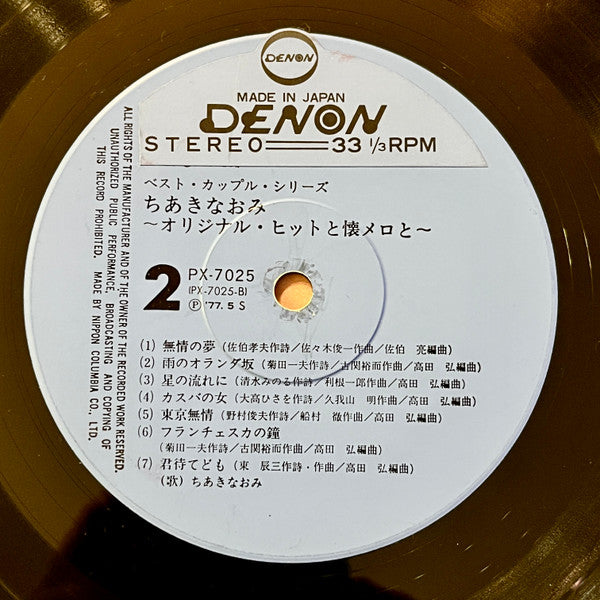 DENON
MADE IN JAPAN
DENON
STEREO 33 1/3 RPM
ベスト・カップル・シリーズ
ちあきなおみ
～オリジナル・ヒットと懐メロと～
2
PX-7025
(PX-7025-B)
Ⓟ '77. 5 S
(1) 無情の夢 (佐伯孝夫作詩/佐々木俊一作曲/佐伯 亮編曲)
(2) 雨のオランダ坂 (菊田一夫作詩/古関裕而作曲/高田 弘編曲)
(3) 星の流れに (清水みのる作詩/利根一郎作曲/高田 弘編曲)
(4) カスバの女 (大高ひさを作詩/久我山 明作曲/高田 弘編曲)
(5) 東京無情 (野村俊夫作詩/船村 徹作曲/高田 弘編曲)
(6) フランチェスカの鐘
(菊田一夫作詩/古関裕而作曲/高田 弘編曲)
(7) 君待てども (東 辰三作詩・作曲/高田 弘編曲)
(歌) ちあきなおみ
ALL RIGHTS OF THE MANUFACTURER AND OF THE OWNER OF THE RECORDED WORK RESERVED.
UNAUTHORIZED PUBLIC PERFORMANCE, BROADCASTING AND COPYING OF
THIS RECORD PROHIBITED. MADE BY NIPPON COLUMBIA CO., LTD.